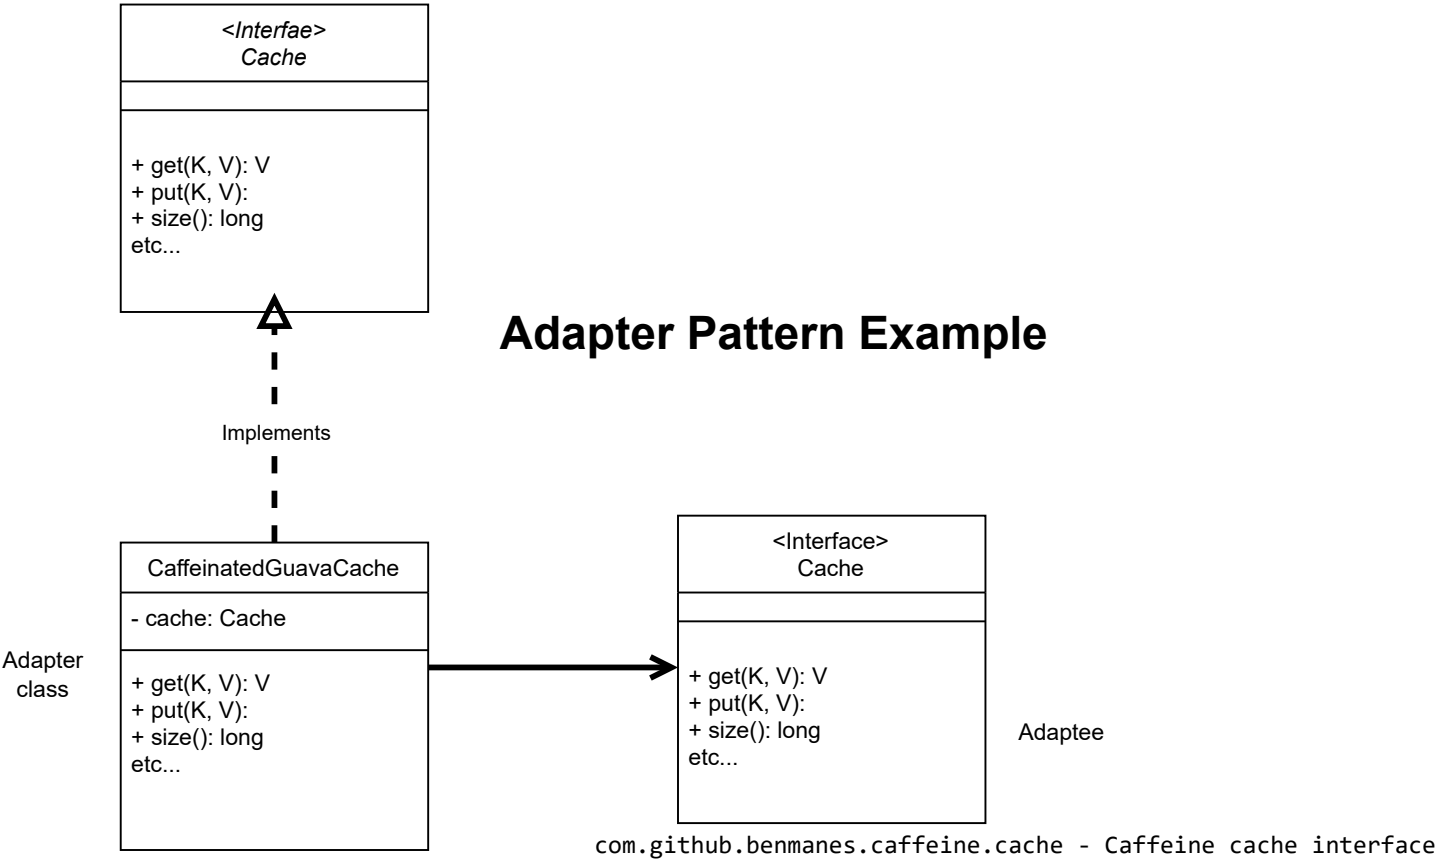 <Interfae>
Cache
+ get(K, V): V
+ put(K, V):
+ size(): long
etc...
Adapter Pattern Example
Implements
CaffeinatedGuavaCache
- cache: Cache
+ get(K, V): V
+ put(K, V):
+ size(): long
etc...
Adapter
class
<Interface>
Cache
+ get(K, V): V
+ put(K, V):
+ size(): long
etc...
Adaptee
com.github.benmanes.caffeine.cache - Caffeine cache interface